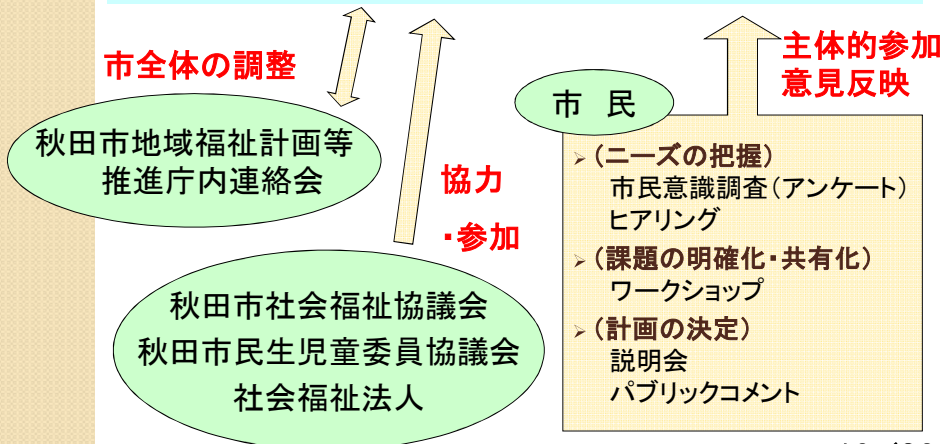 市全体の調整
秋田市地域福祉計画等
推進庁内連絡会
協力
・参加
秋田市社会福祉協議会
秋田市民生児童委員協議会
社会福祉法人
主体的参加
意見反映
市 民
➢(ニーズの把握)
市民意識調査(アンケート)
ヒアリング
➢(課題の明確化・共有化)
ワークショップ
➢(計画の決定)
説明会
パブリックコメント